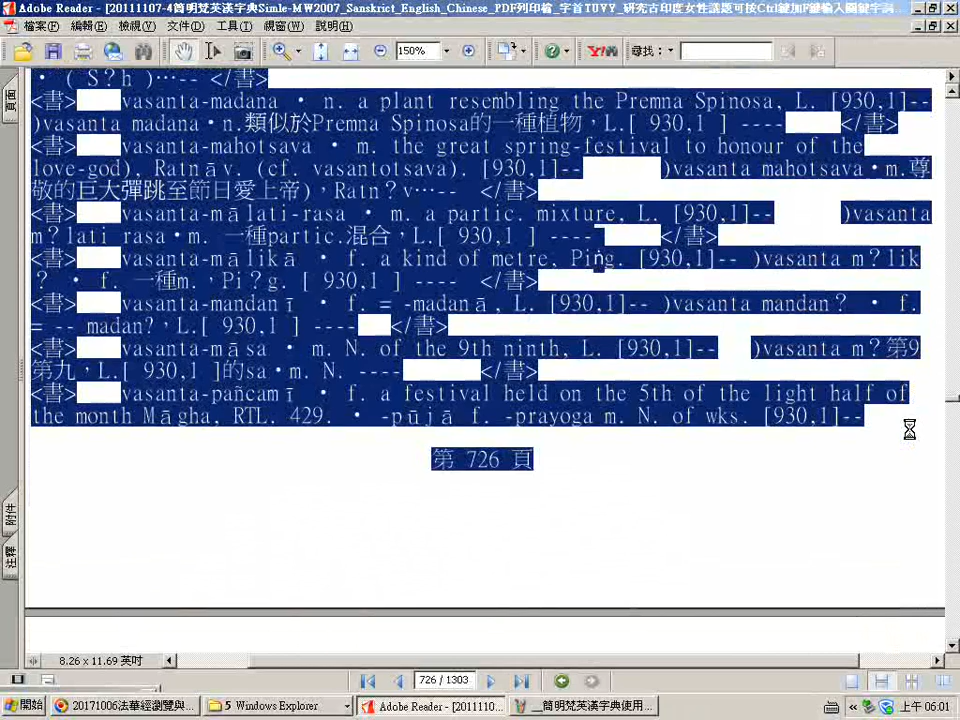 Adobe Reader - [20111107-4簡明梵英漢字典Simle-MW2007_Sanskrict_English_Chinese_PDF列印檔_字首TUVY_研究古印度女性議題可按Ctrl鍵加F鍵輸入關鍵字詞...
檔案(F) 編輯(E) 檢視(V) 文件(D) 工具(T) 視窗(W) 說明(H)
150% 尋找：
頁面
• ( S?h )…-- </書>
<書> vasanta-madana • n. a plant resembling the Premna Spinosa, L. [930,1]--
)vasanta madana•n.類似於Premna Spinosa的一種植物，L.[ 930,1 ] ---- </書>
<書> vasanta-mahotsava • m. the great spring-festival to honour of the
love-god), Ratnāv. (cf. vasantotsava). [930,1]-- )vasanta mahotsava•m.尊
敬的巨大彈跳至節日愛上帝)，Ratn？v…-- </書>
<書> vasanta-mālati-rasa • m. a partic. mixture, L. [930,1]-- )vasanta
m？lati rasa•m. 一種partic.混合，L.[ 930,1 ] ---- </書>
<書> vasanta-mālikā • f. a kind of metre, Piṅg. [930,1]-- )vasanta m？lik
？ • f. 一種m.，Pi？g. [ 930,1 ] ---- </書>
<書> vasanta-mandanī • f. = -madanā, L. [930,1]-- )vasanta mandan？ • f.
= -- madan?，L.[ 930,1 ] ---- </書>
<書> vasanta-māsa • m. N. of the 9th ninth, L. [930,1]-- )vasanta m？第9
第九，L.[ 930,1 ]的sa•m. N. ---- </書>
<書> vasanta-pañcamī • f. a festival held on the 5th of the light half of
the month Māgha, RTL. 429. • -pūjā f. -prayoga m. N. of wks. [930,1]--
第 726 頁
附件
注釋
8.26 x 11.69 英吋
726 / 1303
開始 20171006法華經瀏覽與... 5 Windows Explorer Adobe Reader - [2010... __簡明梵英漢字典使用... 上午 06:01